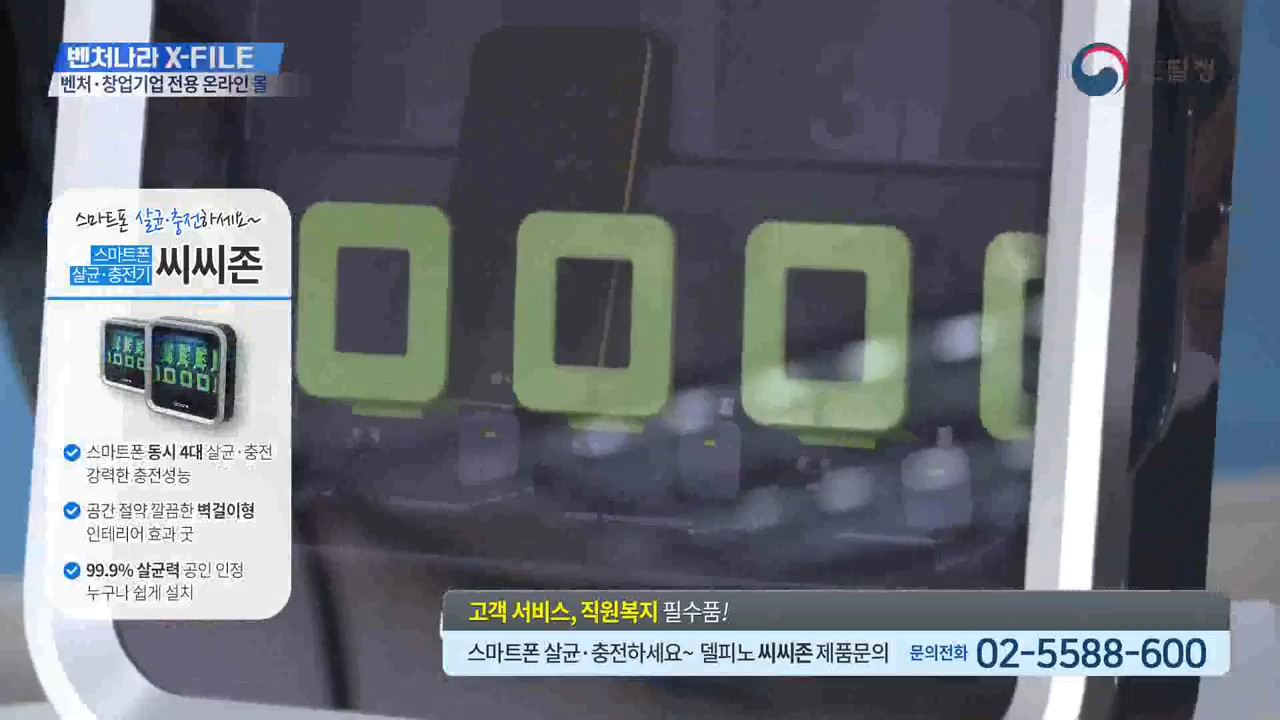 벤처나라 X-FILE
벤처·창업기업 전용 온라인 몰
조달청
스마트폰 살균·충전하세요~
스마트폰
살균·충전기
씨씨존
스마트폰 동시 4대 살균·충전
강력한 충전성능
공간 절약 깔끔한 벽걸이형
인테리어 효과 굿
99.9% 살균력 공인 인정
누구나 쉽게 설치
고객 서비스, 직원복지 필수품!
스마트폰 살균·충전하세요~ 델피노 씨씨존 제품문의 문의전화 02-5588-600